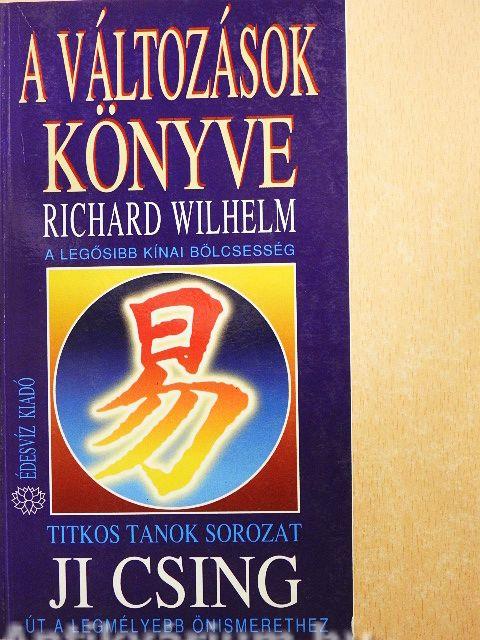 A VÁLTOZÁSOK
KÖNYVE
RICHARD WILHELM
A LEGŐSIBB KÍNAI BÖLCSESSÉG
易
ÉDESVÍZ KIADÓ
TITKOS TANOK SOROZAT
JI CSING
ÚT A LEGMÉLYEBB ÖNISMERETHEZ